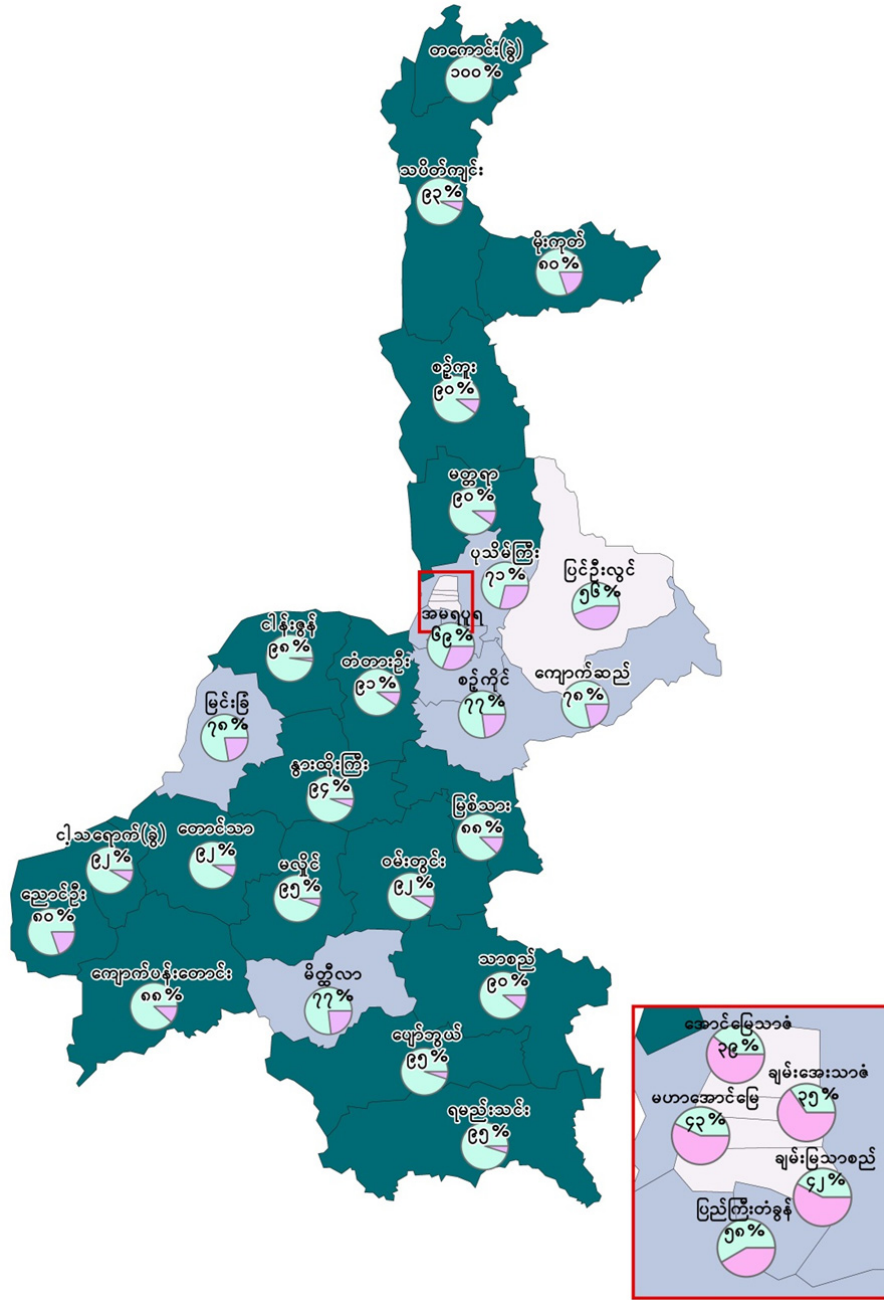 တကောင်း(ခွဲ)
၁၀၀%
သပိတ်ကျင်း
၉၃%
မိုးကုတ်
၈၀%
စဉ့်ကူး
၉၀%
မတ္တရာ
၉၀%
ပုသိမ်ကြီး
၇၁%
ပြင်ဦးလွင်
၅၆%
အမရပူရ
၆၉%
ငါန်းဇွန်
၉၈%
တံတားဦး
၉၁%
စဉ့်ကိုင်
၇၇%
ကျောက်ဆည်
၇၈%
မြင်းခြံ
၇၈%
နွားထိုးကြီး
၉၄%
မြစ်သား
၈၈%
ငါ့သရောက်(ခွဲ)
၉၂%
တောင်သာ
၉၂%
မလှိုင်
၉၅%
ဝမ်းတွင်း
၉၂%
ညောင်ဦး
၈၀%
ကျောက်ပန်းတောင်း
၈၈%
မိတ္ထီလာ
၇၇%
သာစည်
၉၀%
ပျော်ဘွယ်
၉၅%
ရမည်းသင်း
၉၅%
အောင်မြေသာဇံ
၃၉%
ချမ်းအေးသာဇံ
၃၅%
မဟာအောင်မြေ
၄၃%
ချမ်းမြသာစည်
၄၂%
ပြည်ကြီးတံခွန်
၅၈%